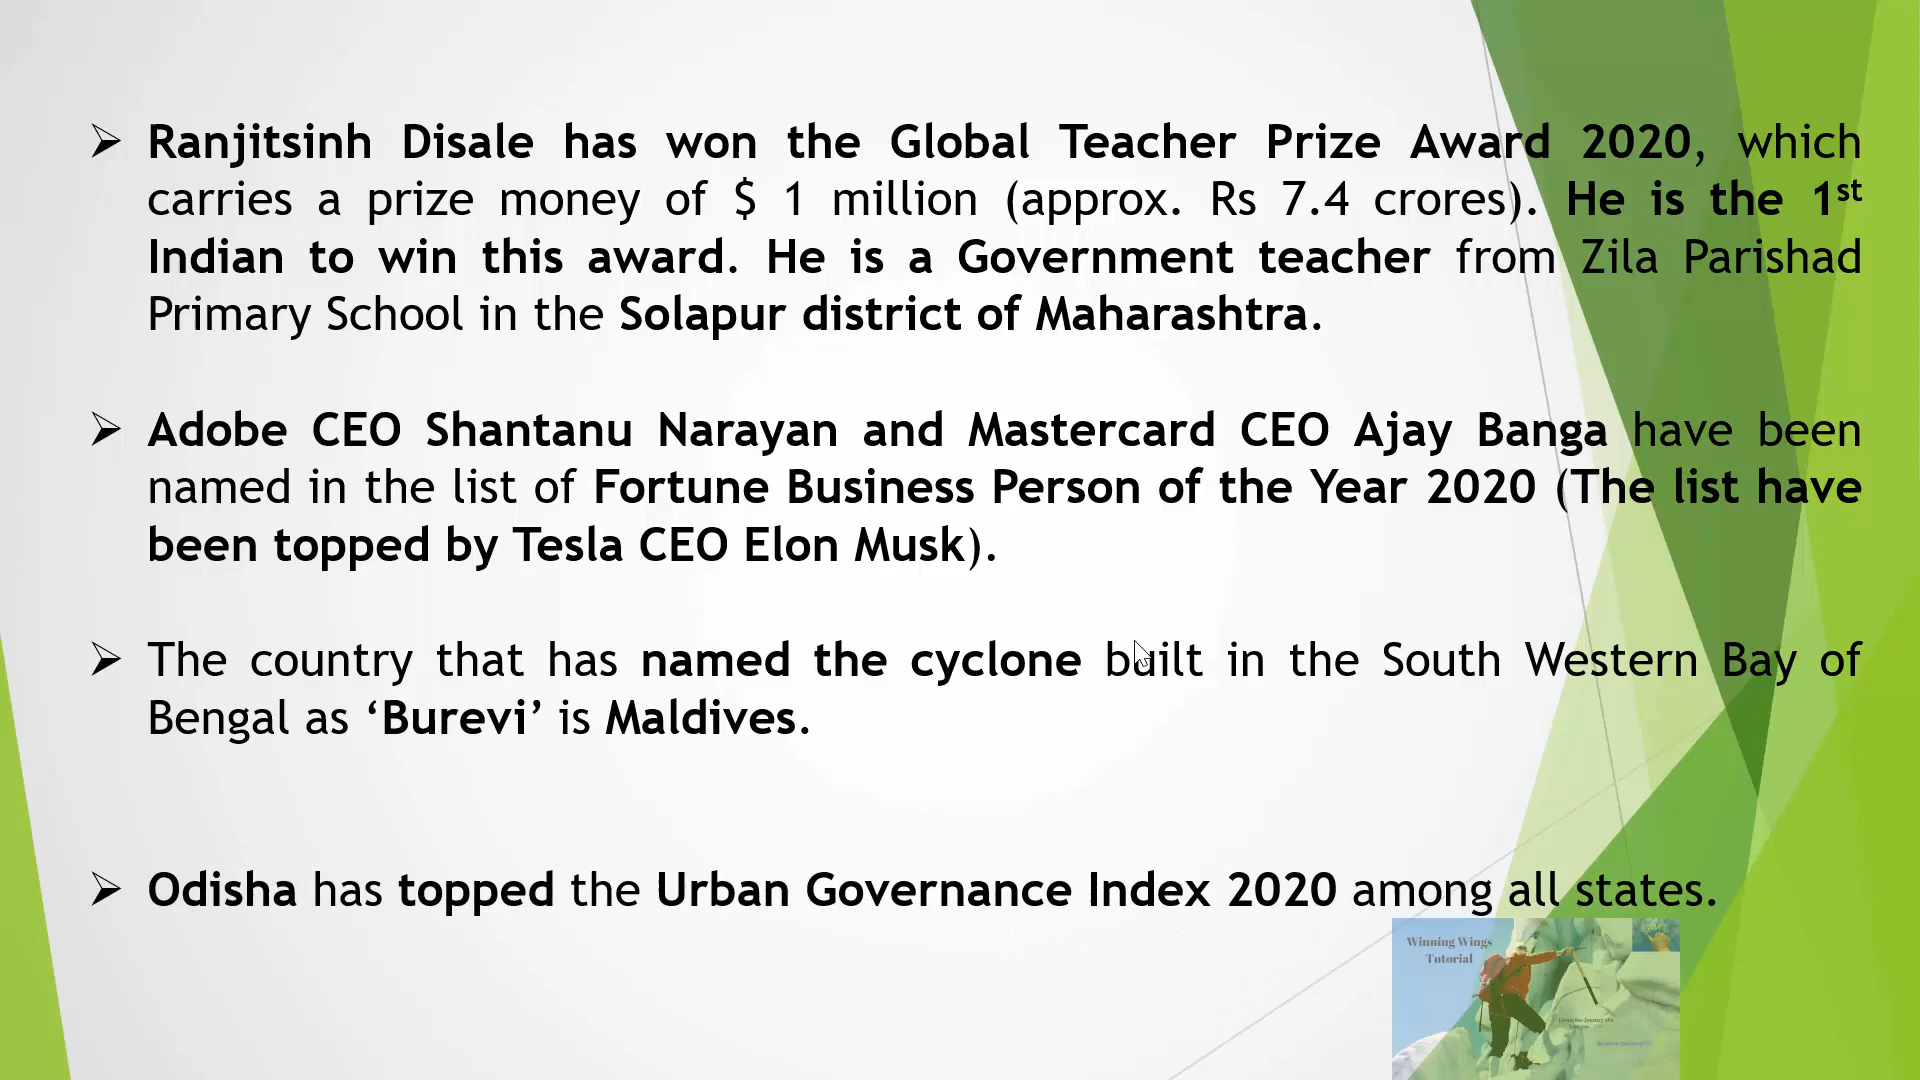 ➢ Ranjitsinh Disale has won the Global Teacher Prize Award 2020, which
carries a prize money of $ 1 million (approx. Rs 7.4 crores). He is the 1st
Indian to win this award. He is a Government teacher from Zila Parishad
Primary School in the Solapur district of Maharashtra.
➢ Adobe CEO Shantanu Narayan and Mastercard CEO Ajay Banga have been
named in the list of Fortune Business Person of the Year 2020 (The list have
been topped by Tesla CEO Elon Musk).
➢ The country that has named the cyclone built in the South Western Bay of
Bengal as ‘Burevi’ is Maldives.
➢ Odisha has topped the Urban Governance Index 2020 among all states.
Winning Wings
Tutorial